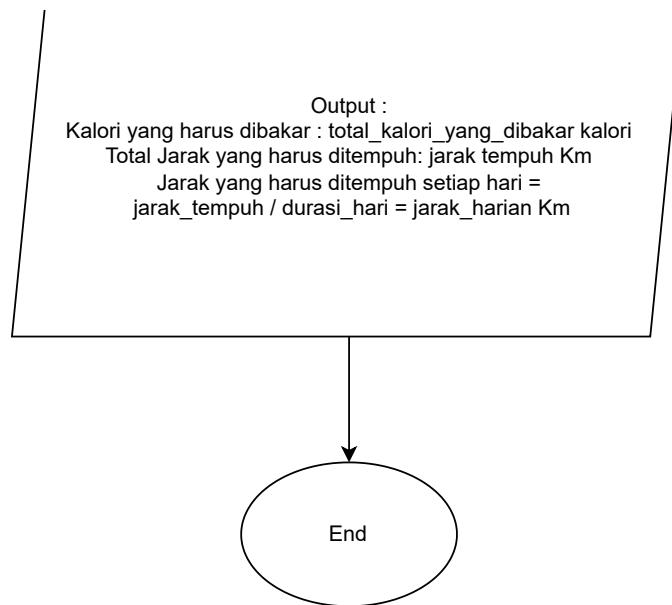 Output :
Kalori yang harus dibakar : total_kalori_yang_dibakar kalori
Total Jarak yang harus ditempuh: jarak tempuh Km
Jarak yang harus ditempuh setiap hari =
jarak_tempuh / durasi_hari = jarak_harian Km
End